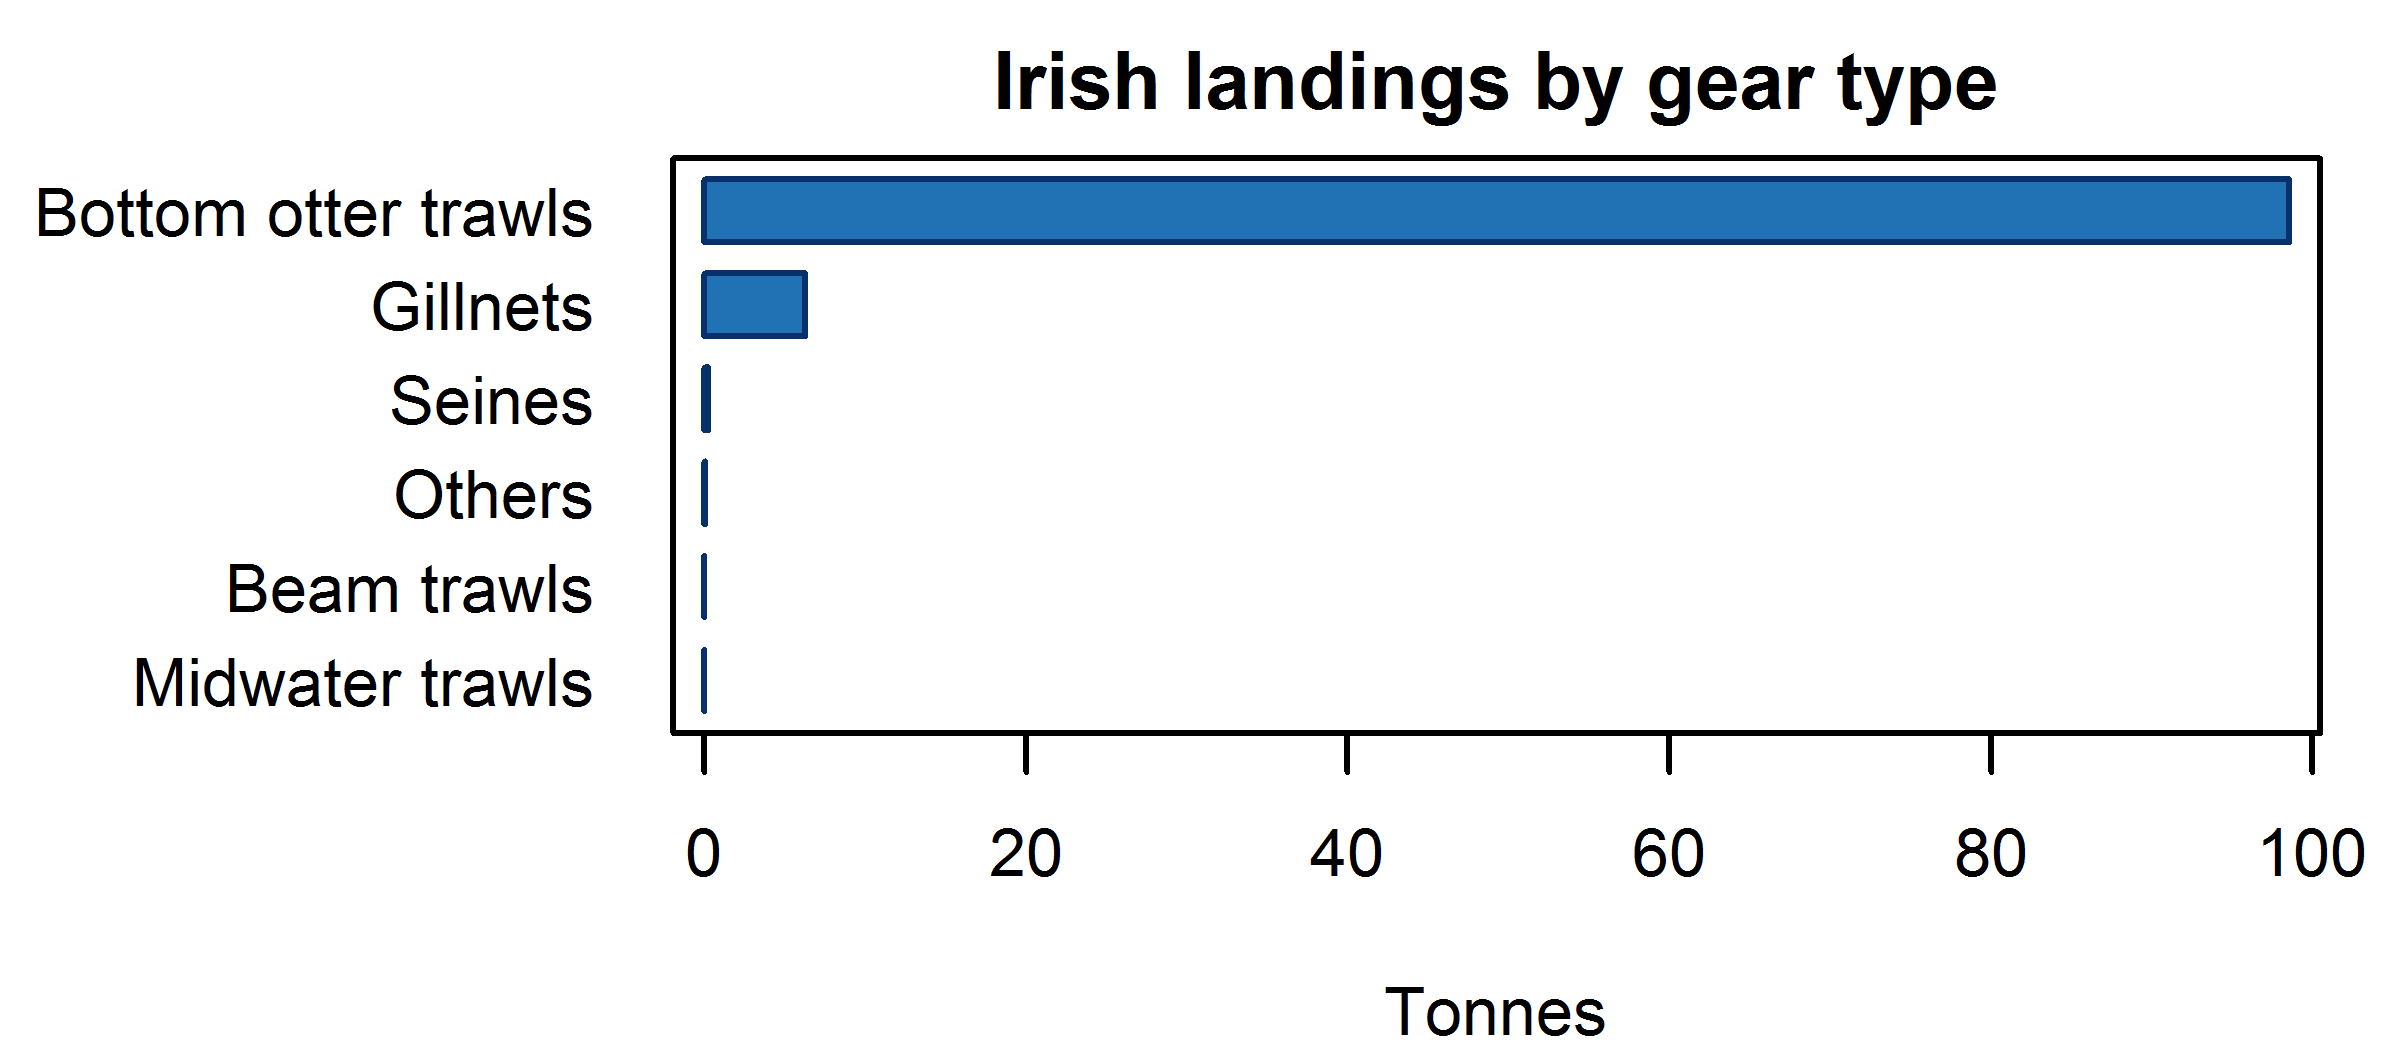 Irish landings by gear type
Bottom otter trawls
Gillnets
Seines
Others
Beam trawls
Midwater trawls
0 20 40 60 80 100
Tonnes